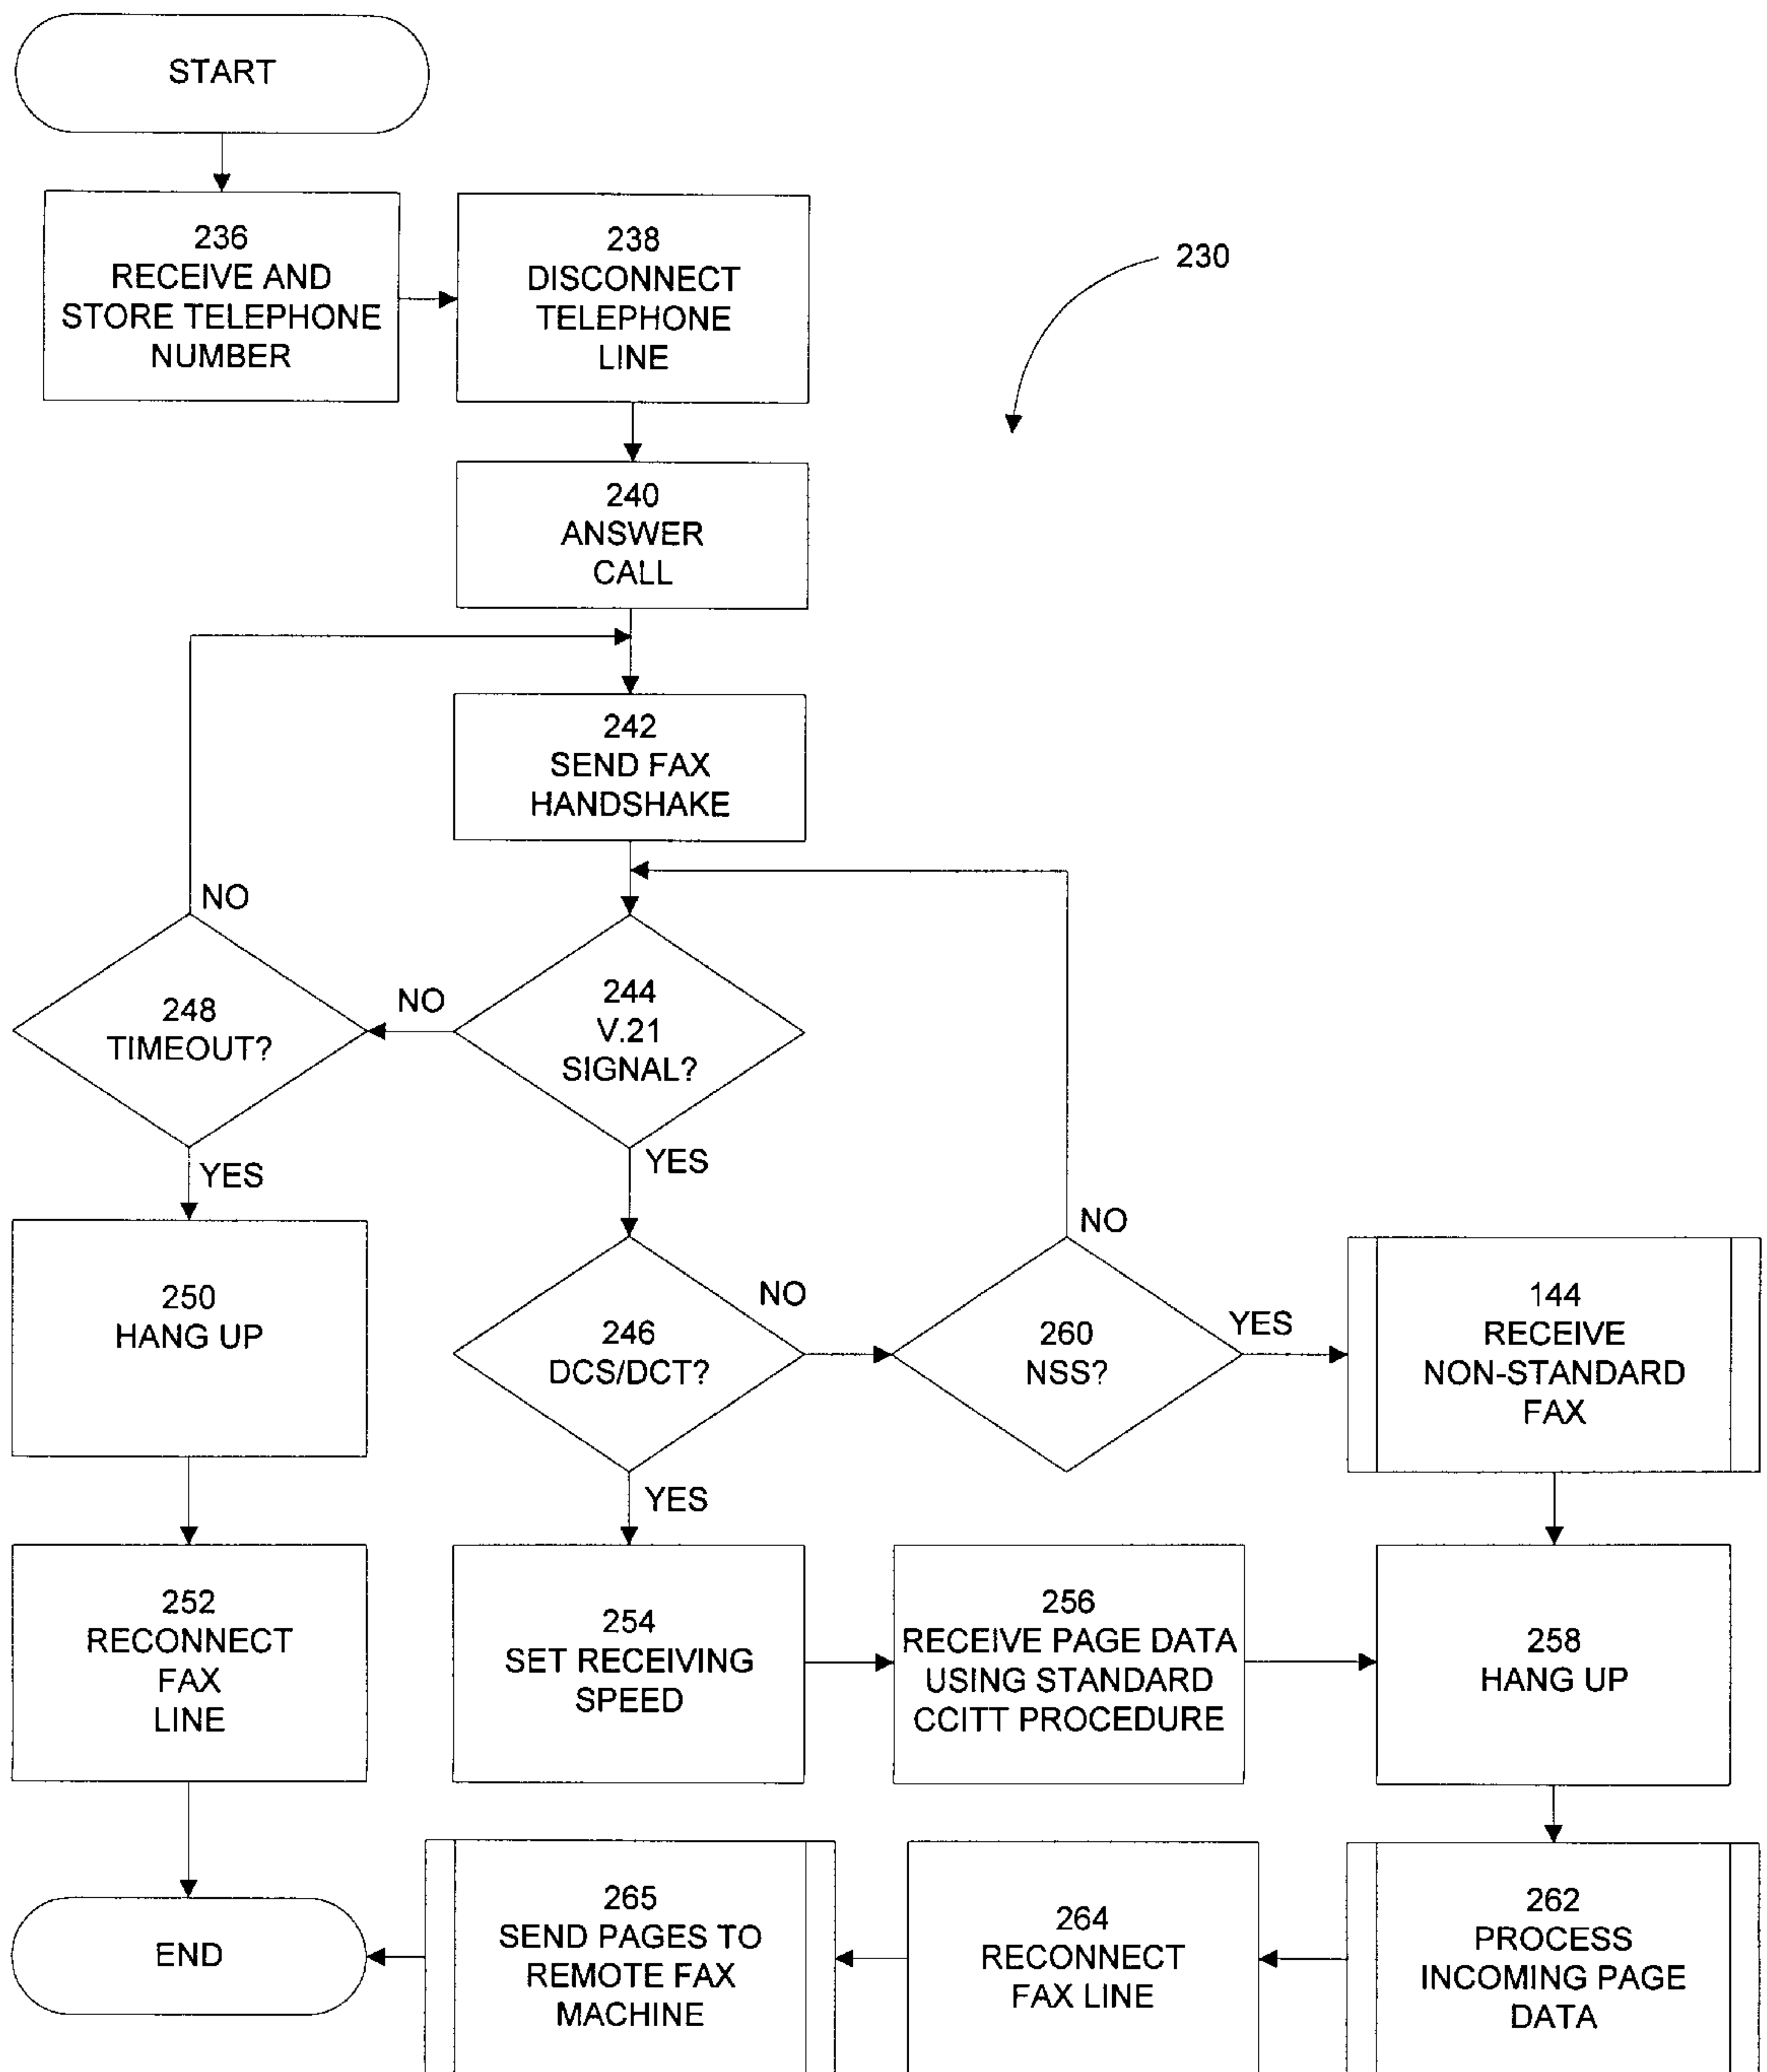 START
236
RECEIVE AND
STORE TELEPHONE
NUMBER
238
DISCONNECT
TELEPHONE
LINE
230
240
ANSWER
CALL
242
SEND FAX
HANDSHAKE
NO
248
TIMEOUT?
NO
244
V.21
SIGNAL?
YES
YES
250
HANG UP
246
DCS/DCT?
NO
NO
260
NSS?
YES
144
RECEIVE
NON-STANDARD
FAX
YES
252
RECONNECT
FAX
LINE
254
SET RECEIVING
SPEED
256
RECEIVE PAGE DATA
USING STANDARD
CCITT PROCEDURE
258
HANG UP
END
265
SEND PAGES TO
REMOTE FAX
MACHINE
264
RECONNECT
FAX LINE
262
PROCESS
INCOMING PAGE
DATA